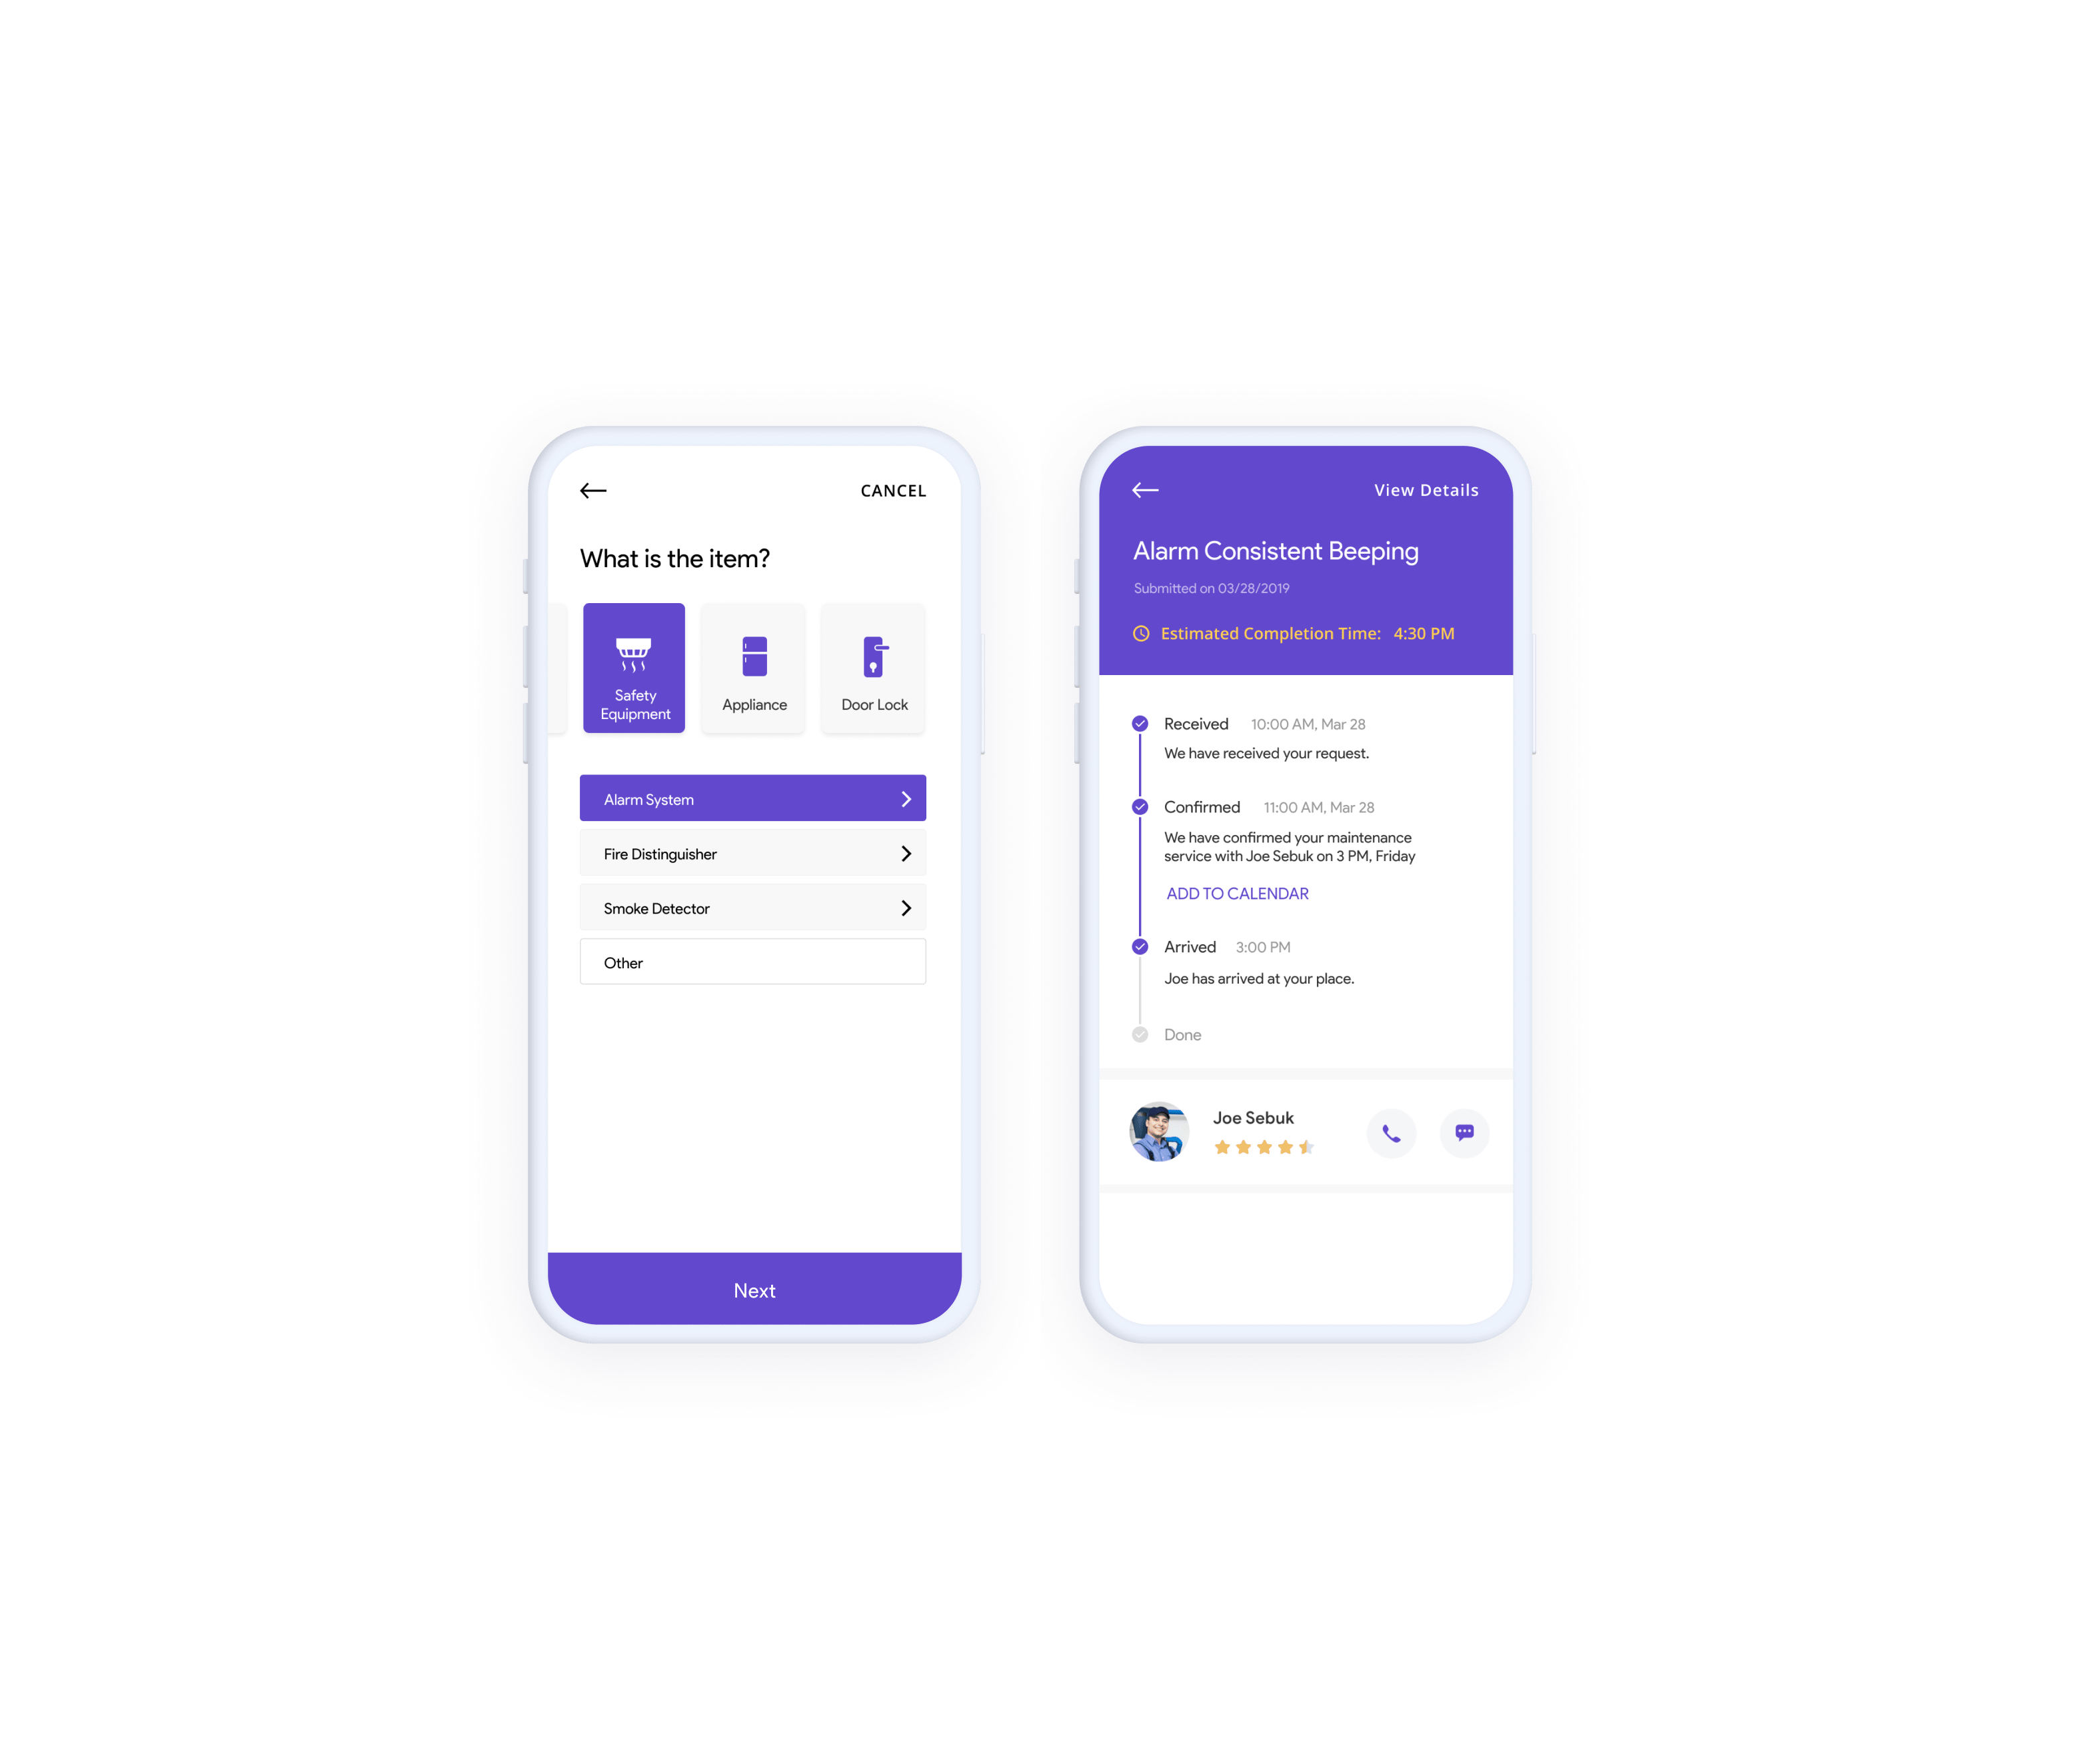 CANCEL
What is the item?
Safety
Equipment
Appliance
Door Lock
Alarm System
Fire Distinguisher
Smoke Detector
Other
Next
View Details
Alarm Consistent Beeping
Submitted on 03/28/2019
Estimated Completion Time: 4:30 PM
Received 10:00 AM, Mar 28
We have received your request.
Confirmed 11:00 AM, Mar 28
We have confirmed your maintenance
service with Joe Sebuk on 3 PM, Friday
ADD TO CALENDAR
Arrived 3:00 PM
Joe has arrived at your place.
Done
Joe Sebuk